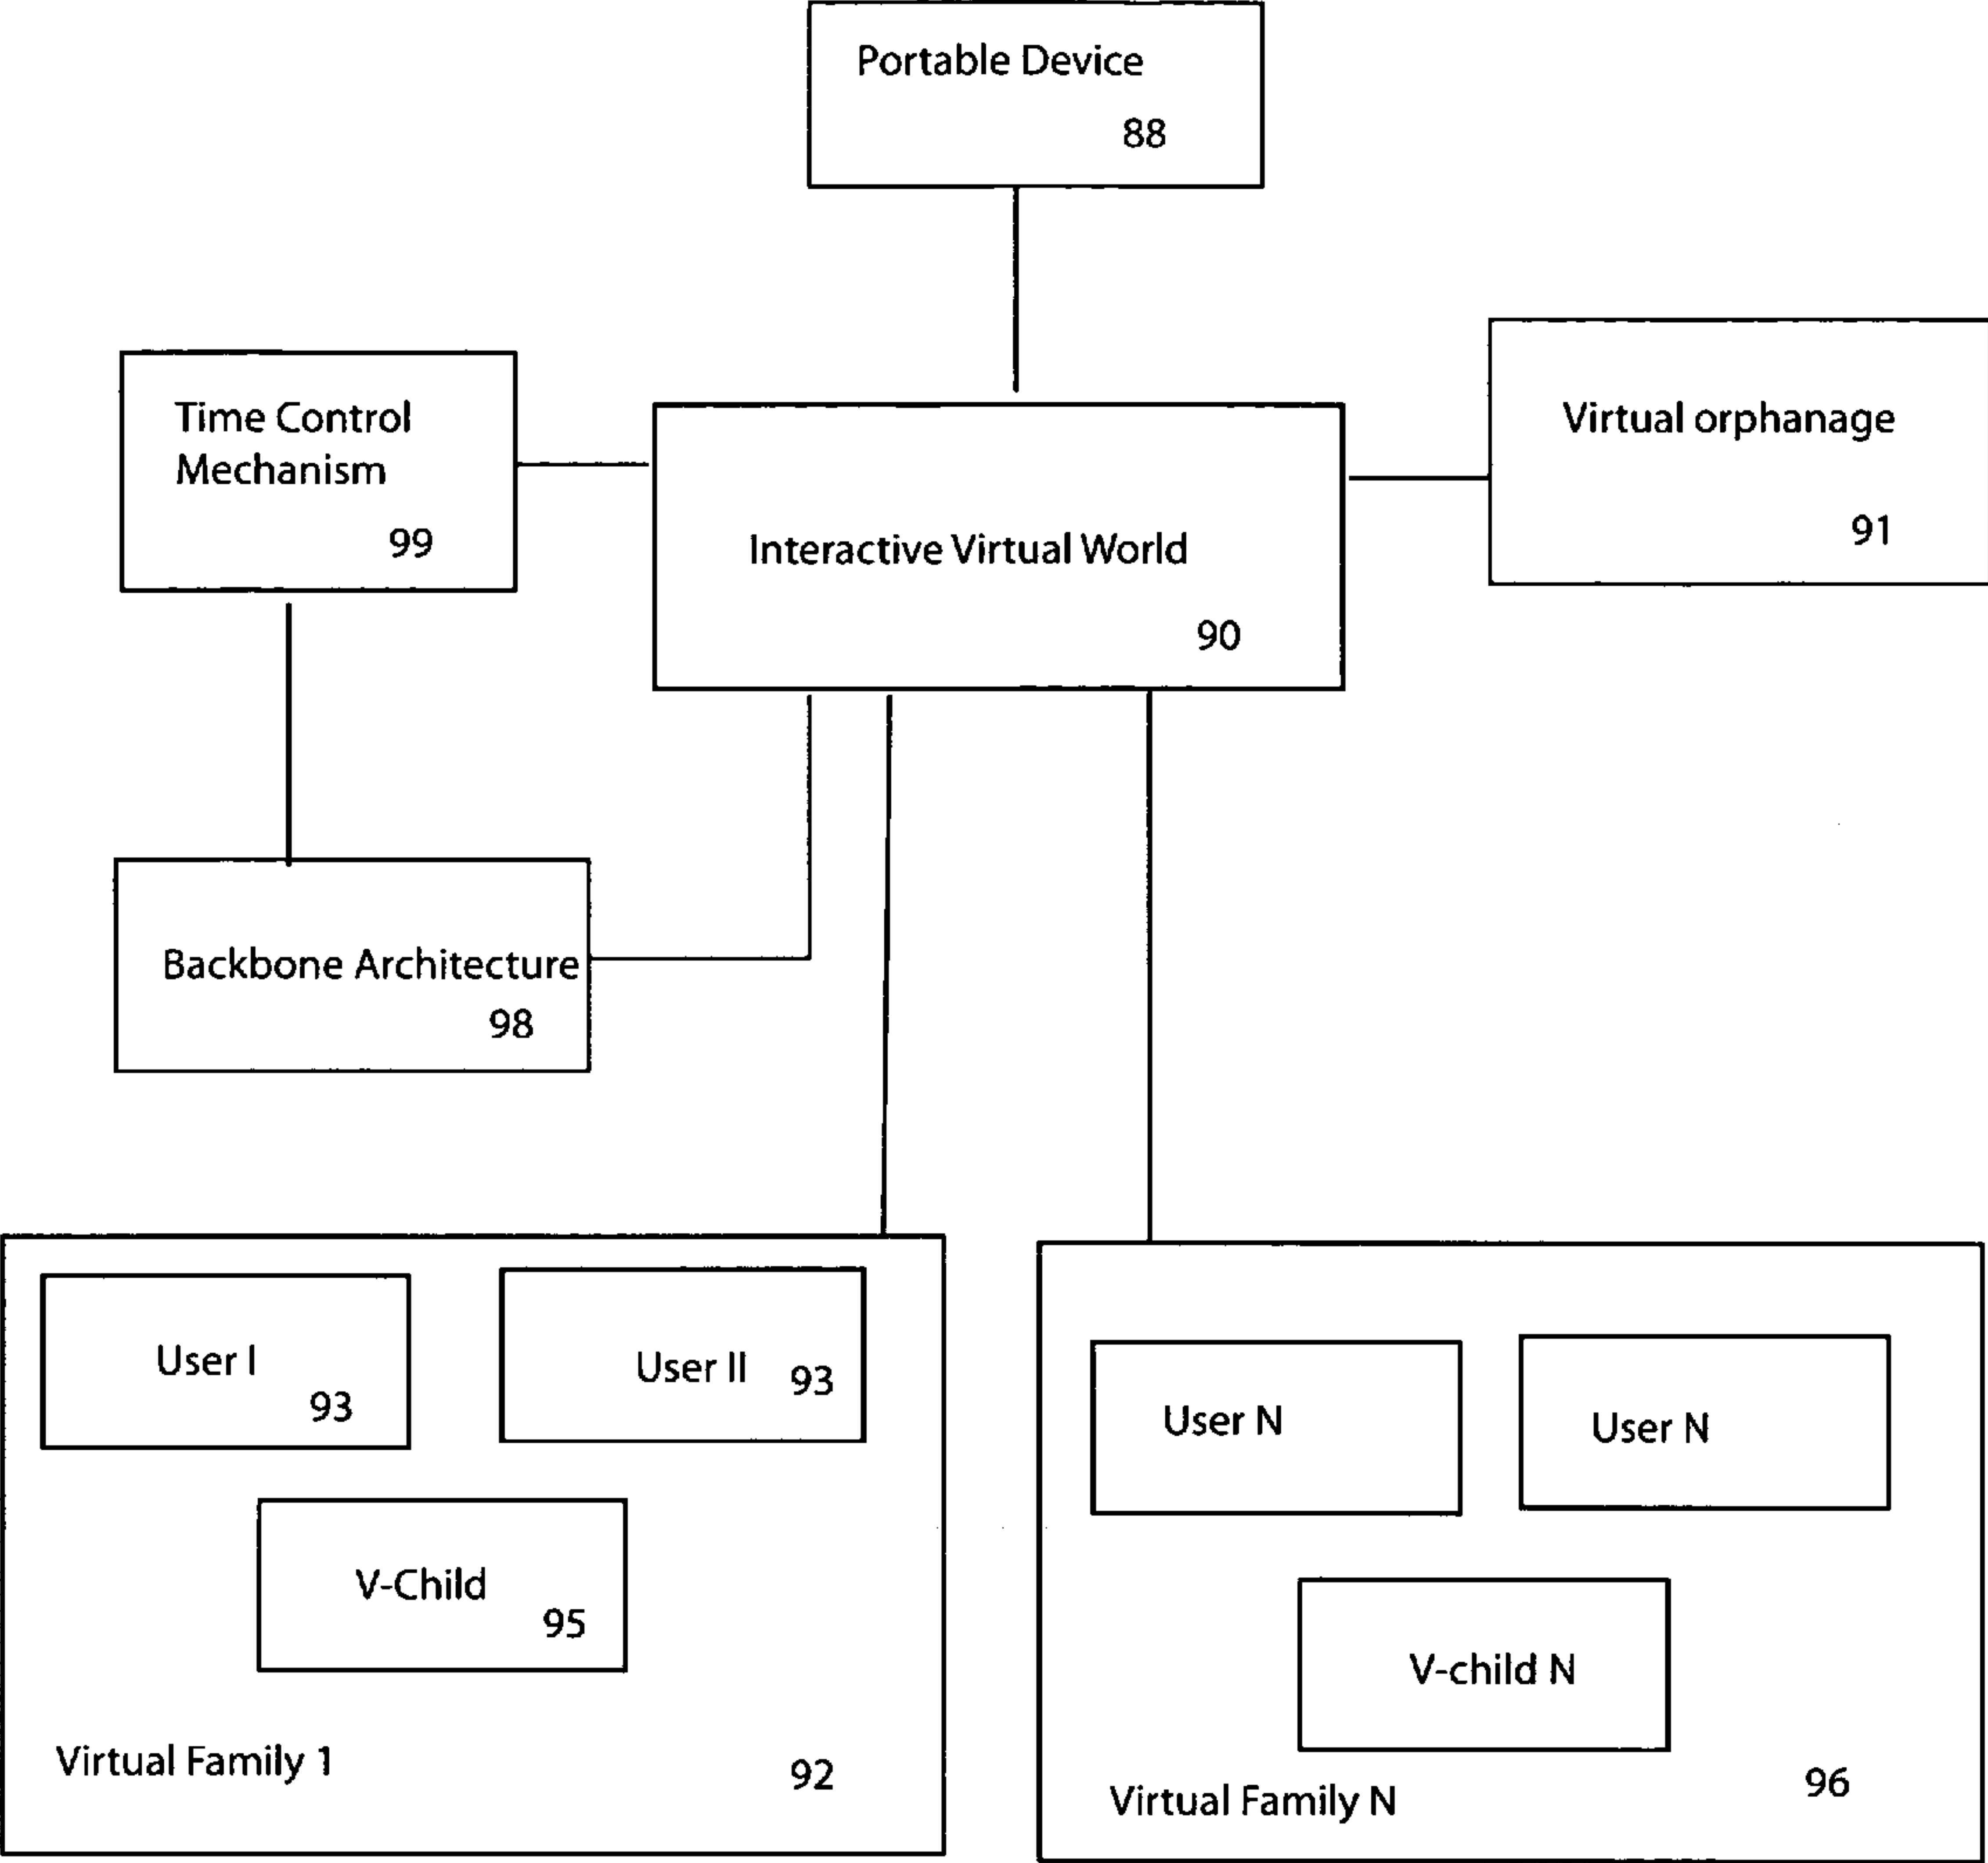 Portable Device
88
Time Control
Mechanism
99
Interactive Virtual World
90
Virtual orphanage
91
Backbone Architecture
98
User I
93
User II 93
V-Child
95
Virtual Family 1
92
User N
User N
V-child N
Virtual Family N
96